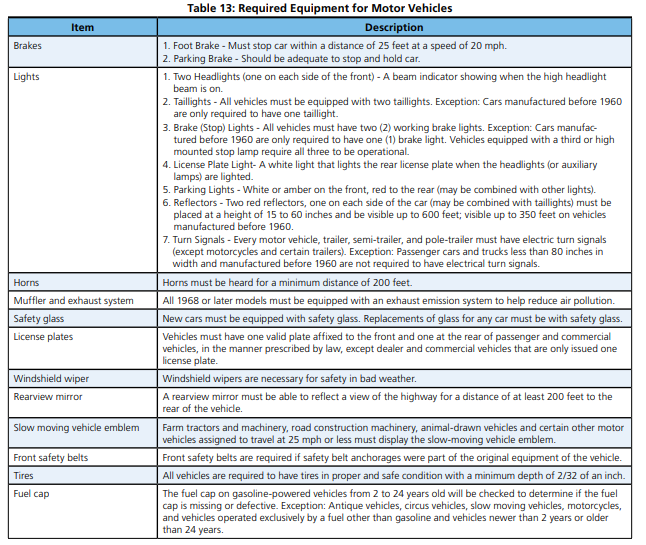 Table 13: Required Equipment for Motor Vehicles
Item Description
Brakes 1. Foot Brake - Must stop car within a distance of 25 feet at a speed of 20 mph.
2. Parking Brake - Should be adequate to stop and hold car.
Lights 1. Two Headlights (one on each side of the front) - A beam indicator showing when the high headlight
beam is on.
2. Taillights - All vehicles must be equipped with two taillights. Exception: Cars manufactured before 1960
are only required to have one taillight.
3. Brake (Stop) Lights - All vehicles must have two (2) working brake lights. Exception: Cars manufac-
tured before 1960 are only required to have one (1) brake light. Vehicles equipped with a third or high
mounted stop lamp require all three to be operational.
4. License Plate Light- A white light that lights the rear license plate when the headlights (or auxiliary
lamps) are lighted.
5. Parking Lights - White or amber on the front, red to the rear (may be combined with other lights).
6. Reflectors - Two red reflectors, one on each side of the car (may be combined with taillights) must be
placed at a height of 15 to 60 inches and be visible up to 600 feet; visible up to 350 feet on vehicles
manufactured before 1960.
7. Turn Signals - Every motor vehicle, trailer, semi-trailer, and pole-trailer must have electric turn signals
(except motorcycles and certain trailers). Exception: Passenger cars and trucks less than 80 inches in
width and manufactured before 1960 are not required to have electrical turn signals.
Horns Horns must be heard for a minimum distance of 200 feet.
Muffler and exhaust system All 1968 or later models must be equipped with an exhaust emission system to help reduce air pollution.
Safety glass New cars must be equipped with safety glass. Replacements of glass for any car must be with safety glass.
License plates Vehicles must have one valid plate affixed to the front and one at the rear of passenger and commercial
vehicles, in the manner prescribed by law, except dealer and commercial vehicles that are only issued one
license plate.
Windshield wiper Windshield wipers are necessary for safety in bad weather.
Rearview mirror A rearview mirror must be able to reflect a view of the highway for a distance of at least 200 feet to the
rear of the vehicle.
Slow moving vehicle emblem Farm tractors and machinery, road construction machinery, animal-drawn vehicles and certain other motor
vehicles assigned to travel at 25 mph or less must display the slow-moving vehicle emblem.
Front safety belts Front safety belts are required if safety belt anchorages were part of the original equipment of the vehicle.
Tires All vehicles are required to have tires in proper and safe condition with a minimum depth of 2/32 of an inch.
Fuel cap The fuel cap on gasoline-powered vehicles from 2 to 24 years old will be checked to determine if the fuel
cap is missing or defective. Exception: Antique vehicles, circus vehicles, slow moving vehicles, motorcycles,
and vehicles operated exclusively by a fuel other than gasoline and vehicles newer than 2 years or older
than 24 years.